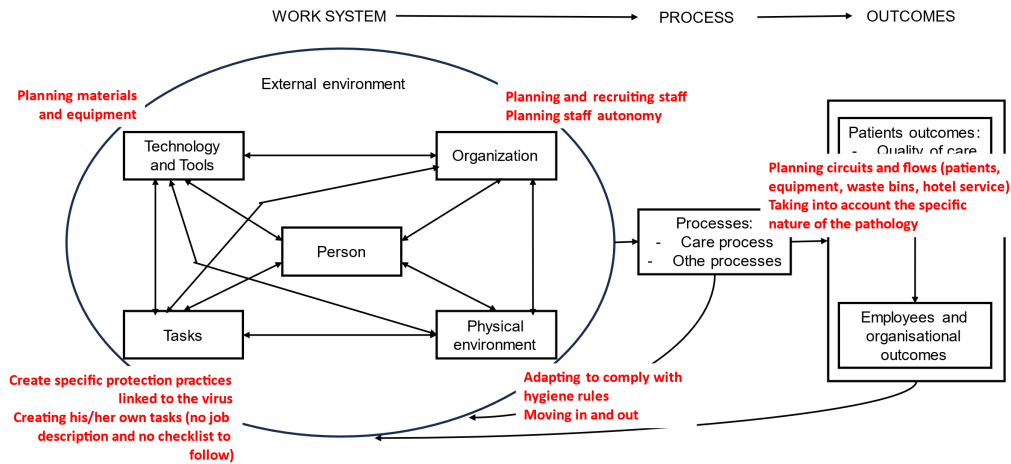 WORK SYSTEM
PROCESS
OUTCOMES
External environment
Planning materials
and equipment
Planning and recruiting staff
Planning staff autonomy
Technology
and Tools
Organization
Patients outcomes:
- Quality of care
Planning circuits and flows (patients,
equipment, waste bins, hotel service)
Taking into account the specific
nature of the pathology
Person
Processes:
- Care process
- Othe processes
Tasks
Physical
environment
Employees and
organisational
outcomes
Create specific protection practices
linked to the virus
Creating his/her own tasks (no job
description and no checklist to
follow)
Adapting to comply with
hygiene rules
Moving in and out